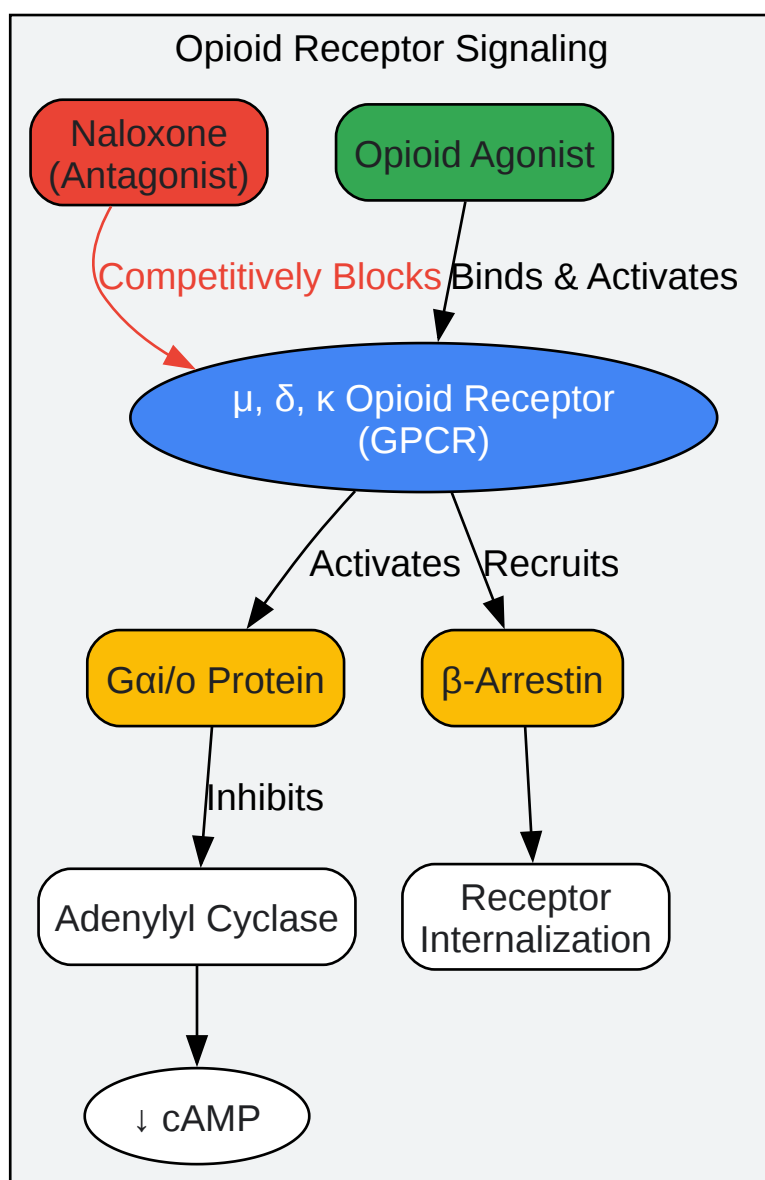 Opioid Receptor Signaling
Naloxone
(Antagonist)
Opioid Agonist
Competitively Blocks
Binds & Activates
μ, δ, κ Opioid Receptor
(GPCR)
Activates
Recruits
Gαi/o Protein
β-Arrestin
Inhibits
Adenylyl Cyclase
Receptor
Internalization
↓ cAMP